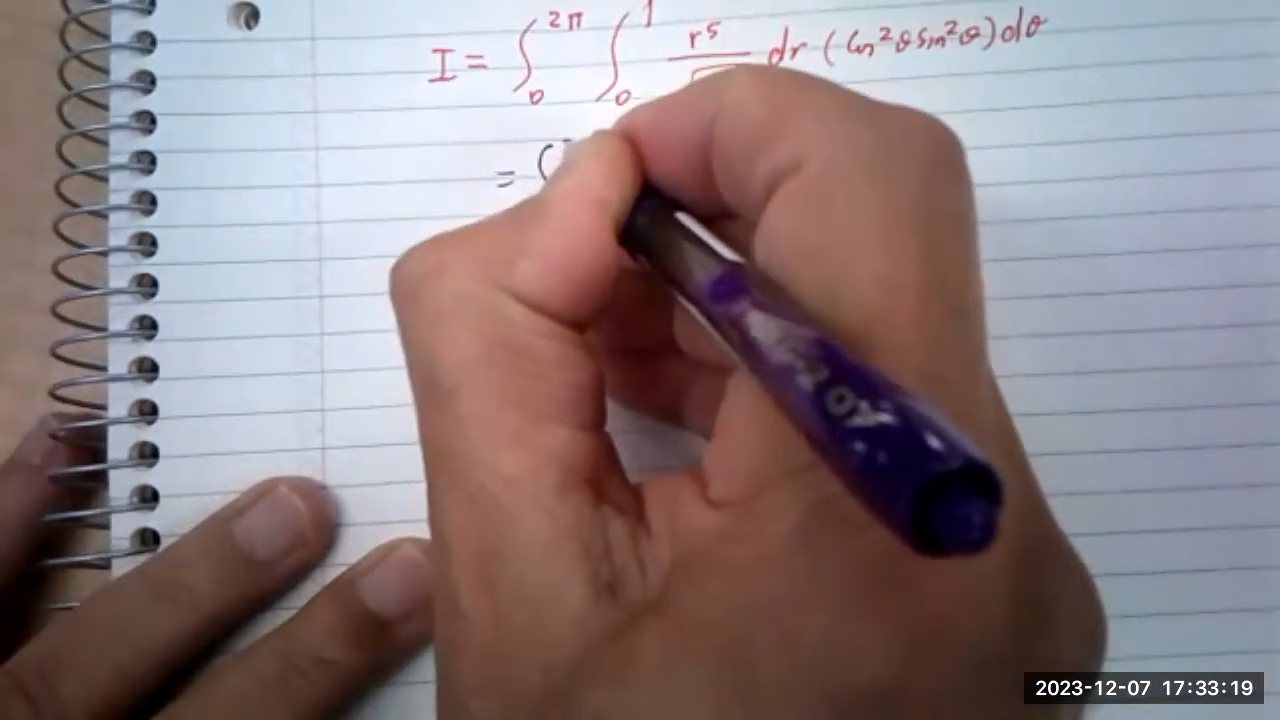 I = ∫₀^{2π} ∫₀^1 r⁵/√ dr (cos²θ sin²θ) dθ
= (
2023-12-07 17:33:19